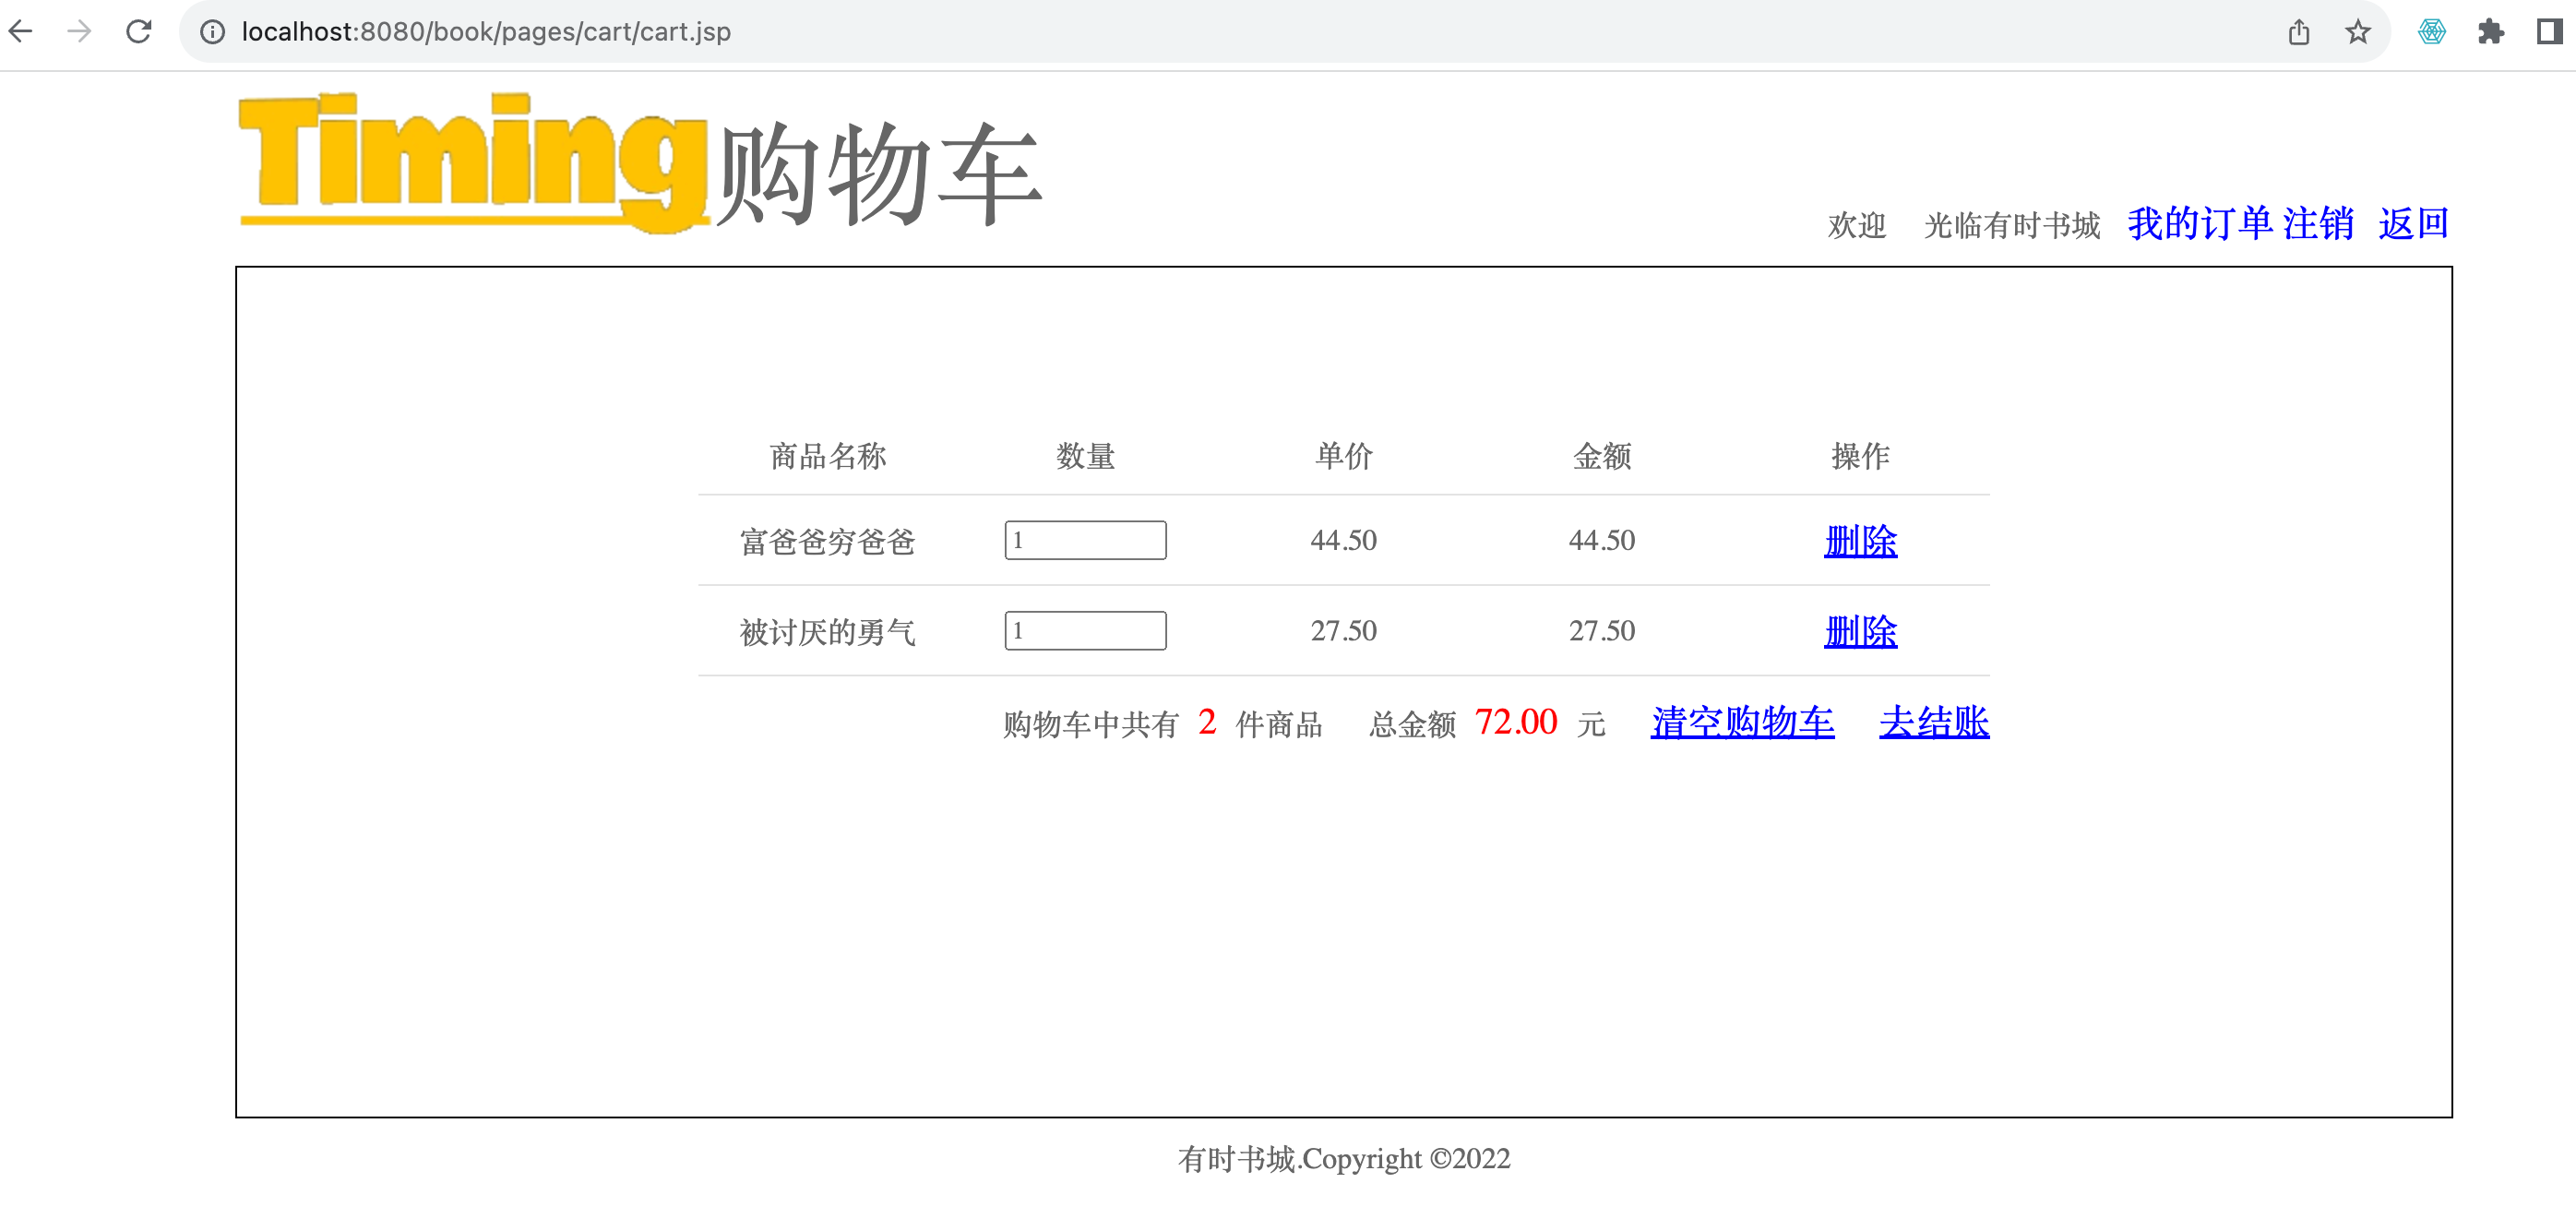 localhost:8080/book/pages/cart/cart.jsp
Timing购物车
欢迎 光临有时书城 我的订单 注销 返回
商品名称 数量 单价 金额 操作
富爸爸穷爸爸 1 44.50 44.50 删除
被讨厌的勇气 1 27.50 27.50 删除
购物车中共有 2 件商品 总金额 72.00 元 清空购物车 去结账
有时书城.Copyright ©2022